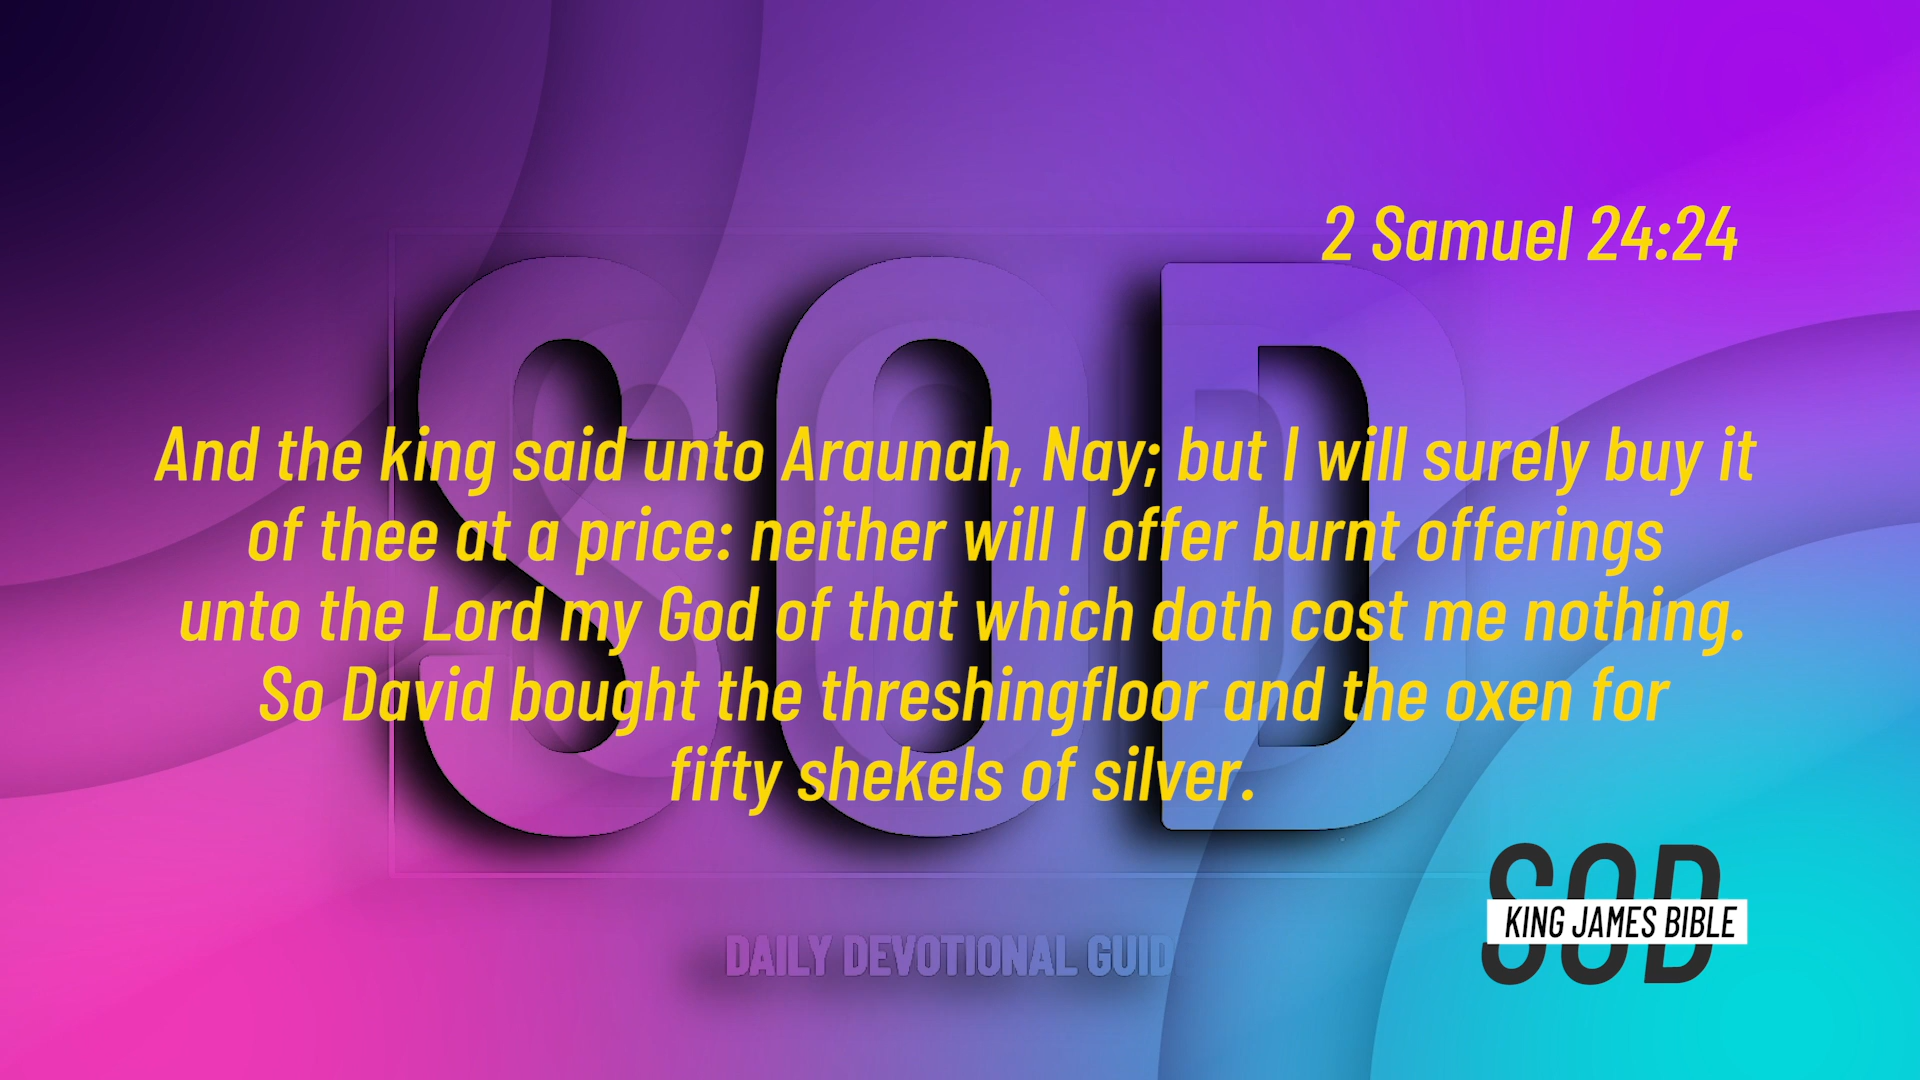 2 Samuel 24:24
SOD
And the king said unto Araunah, Nay; but I will surely buy it
of thee at a price: neither will I offer burnt offerings
unto the Lord my God of that which doth cost me nothing.
So David bought the threshingfloor and the oxen for
fifty shekels of silver.
SOD
KING JAMES BIBLE
DAILY DEVOTIONAL GUID